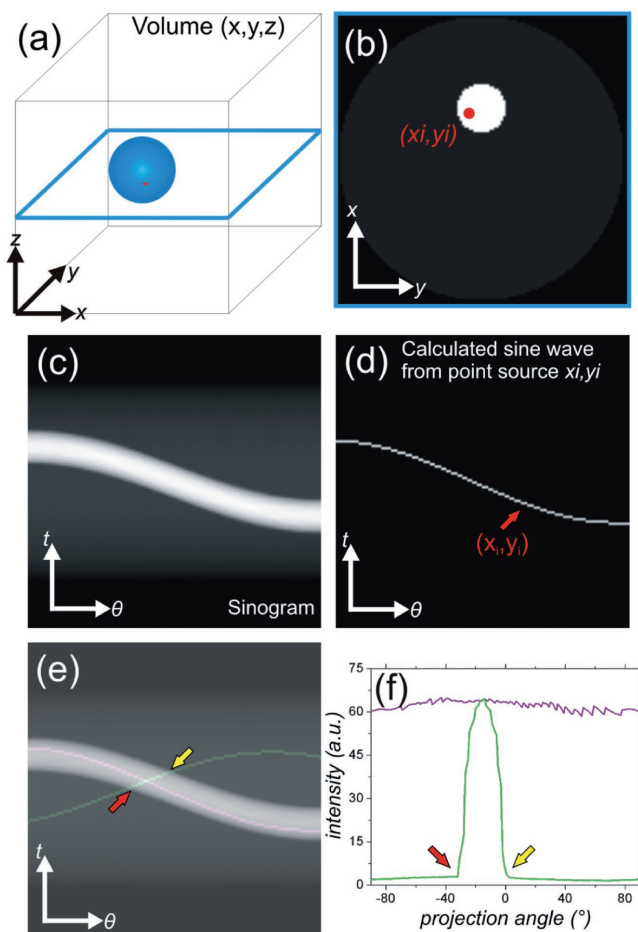 (a)
Volume (x,y,z)
z
y
x
(b)
(xi,yi)
x
y
(c)
t
θ
Sinogram
(d)
Calculated sine wave
from point source xi,yi
(xᵢ,yᵢ)
t
θ
(e)
t
θ
(f)
75
60
45
30
15
0
intensity (a.u.)
-80
-40
0
40
80
projection angle (°)